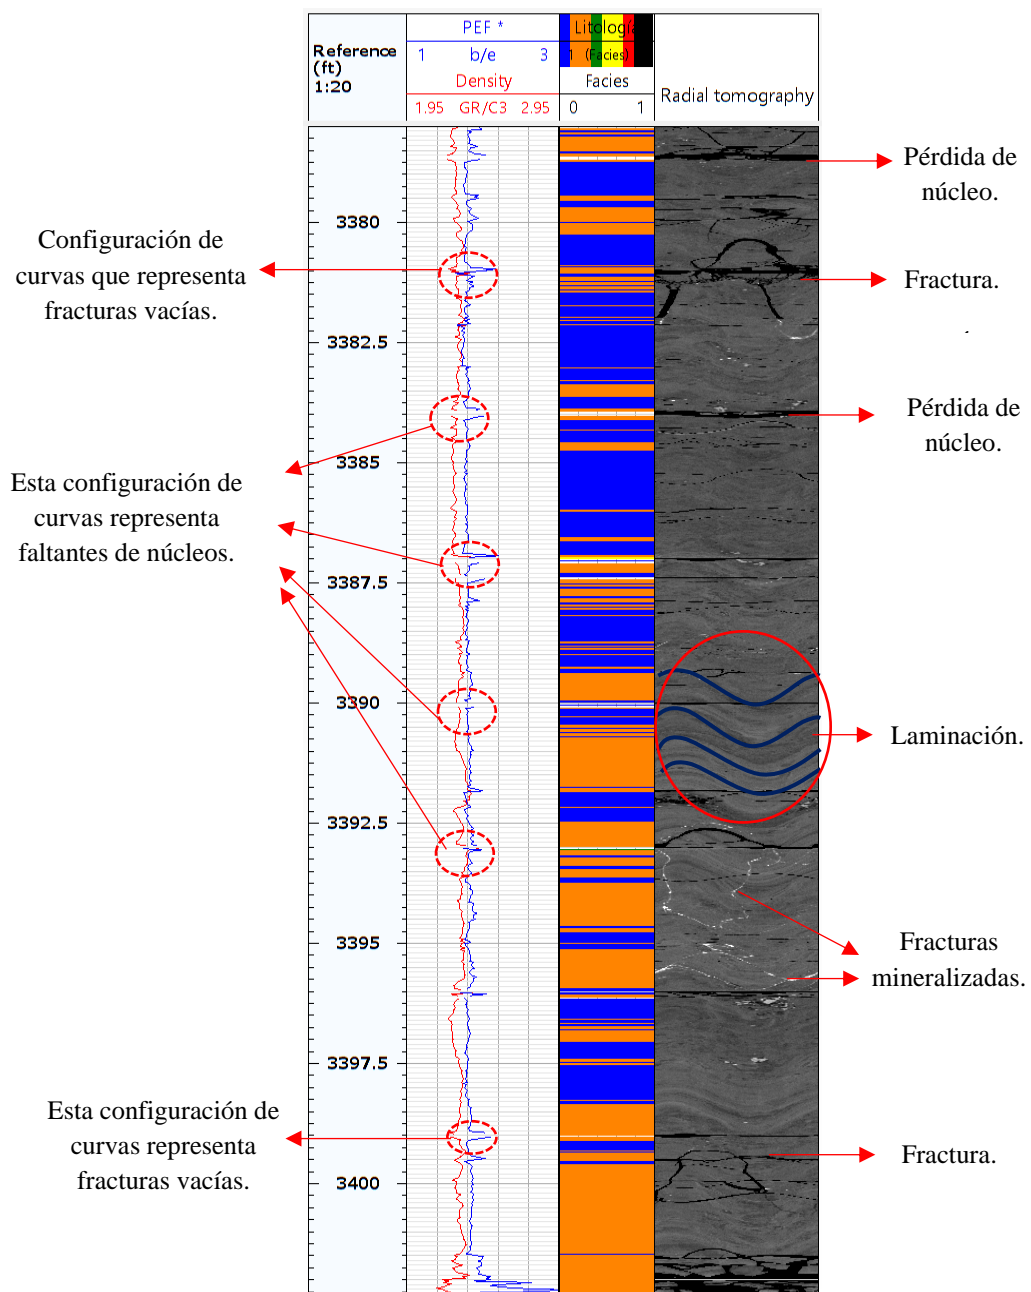 Reference
(ft)
1:20
PEF *
1 b/e 3
Density
1.95 GR/C3 2.95
Litología
1 (Facies)
Facies
0 1
Radial tomography
Pérdida de
núcleo.
3380
Configuración de
curvas que representa
fracturas vacías.
Fractura.
3382.5
Pérdida de
núcleo.
3385
Esta configuración de
curvas representa
faltantes de núcleos.
3387.5
3390
Laminación.
3392.5
3395
Fracturas
mineralizadas.
3397.5
Esta configuración de
curvas representa
fracturas vacías.
Fractura.
3400